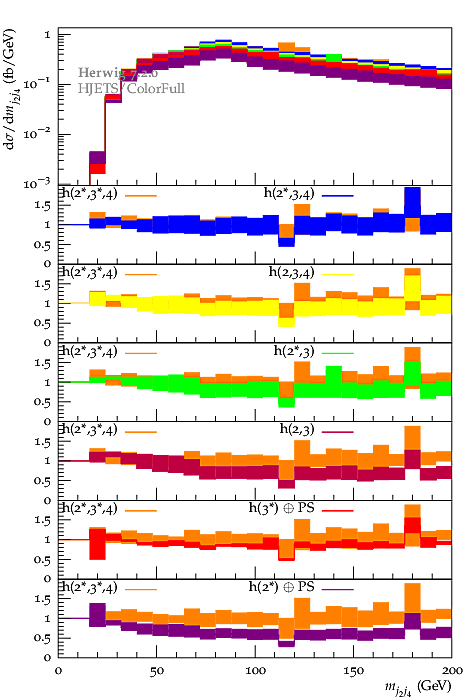 dσ/dm_{j2j4} (fb/GeV)
1
10^{−1}
10^{−2}
10^{−3}
Herwig 7.2.0
HJETS/ColorFull
h(2*,3*,4) h(2*,3,4)
1.5
1
0.5
0
h(2*,3*,4) h(2,3,4)
1.5
1
0.5
0
h(2*,3*,4) h(2*,3)
1.5
1
0.5
0
h(2*,3*,4) h(2,3)
1.5
1
0.5
0
h(2*,3*,4) h(3*) ⊕ PS
1.5
1
0.5
0
h(2*,3*,4) h(2*) ⊕ PS
1.5
1
0.5
0
0 50 100 150 200
m_{j2j4} (GeV)